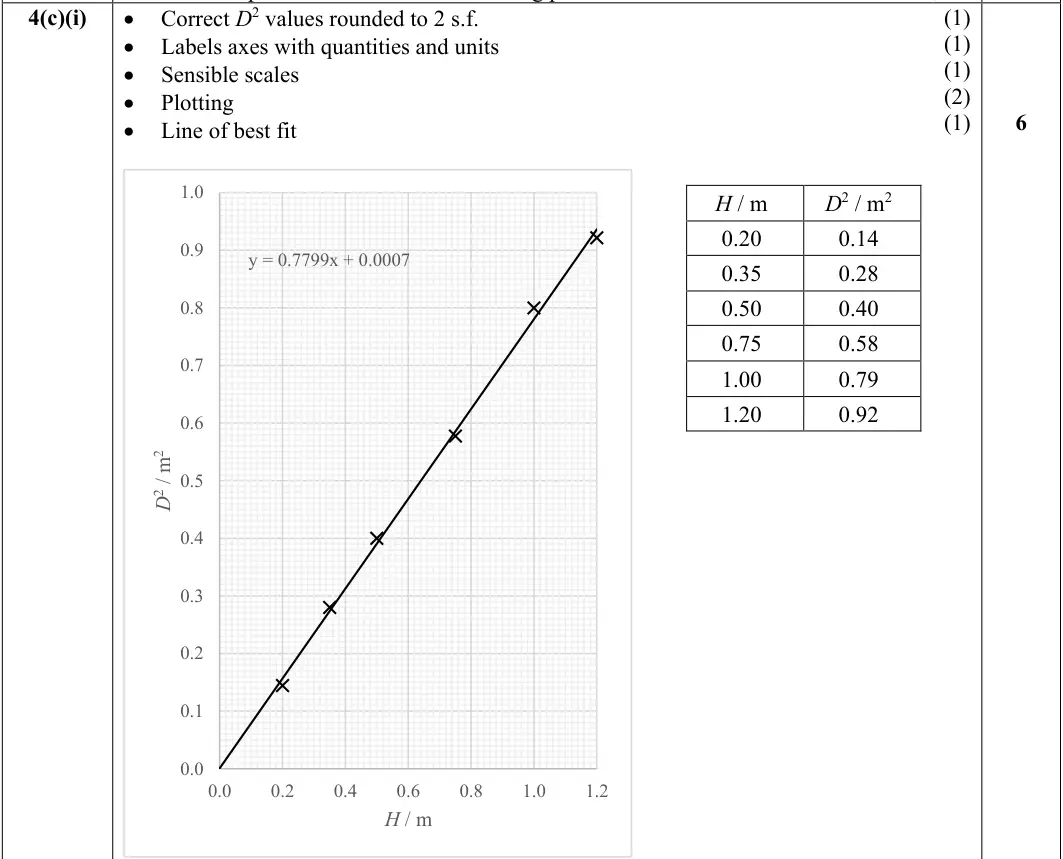 4(c)(i)
• Correct D² values rounded to 2 s.f. (1)
• Labels axes with quantities and units (1)
• Sensible scales (1)
• Plotting (2)
• Line of best fit (1)
6
1.0
0.9
y = 0.7799x + 0.0007
0.8
0.7
0.6
0.5
0.4
0.3
0.2
0.1
0.0
D² / m²
0.0 0.2 0.4 0.6 0.8 1.0 1.2
H / m
H / m D² / m²
0.20 0.14
0.35 0.28
0.50 0.40
0.75 0.58
1.00 0.79
1.20 0.92